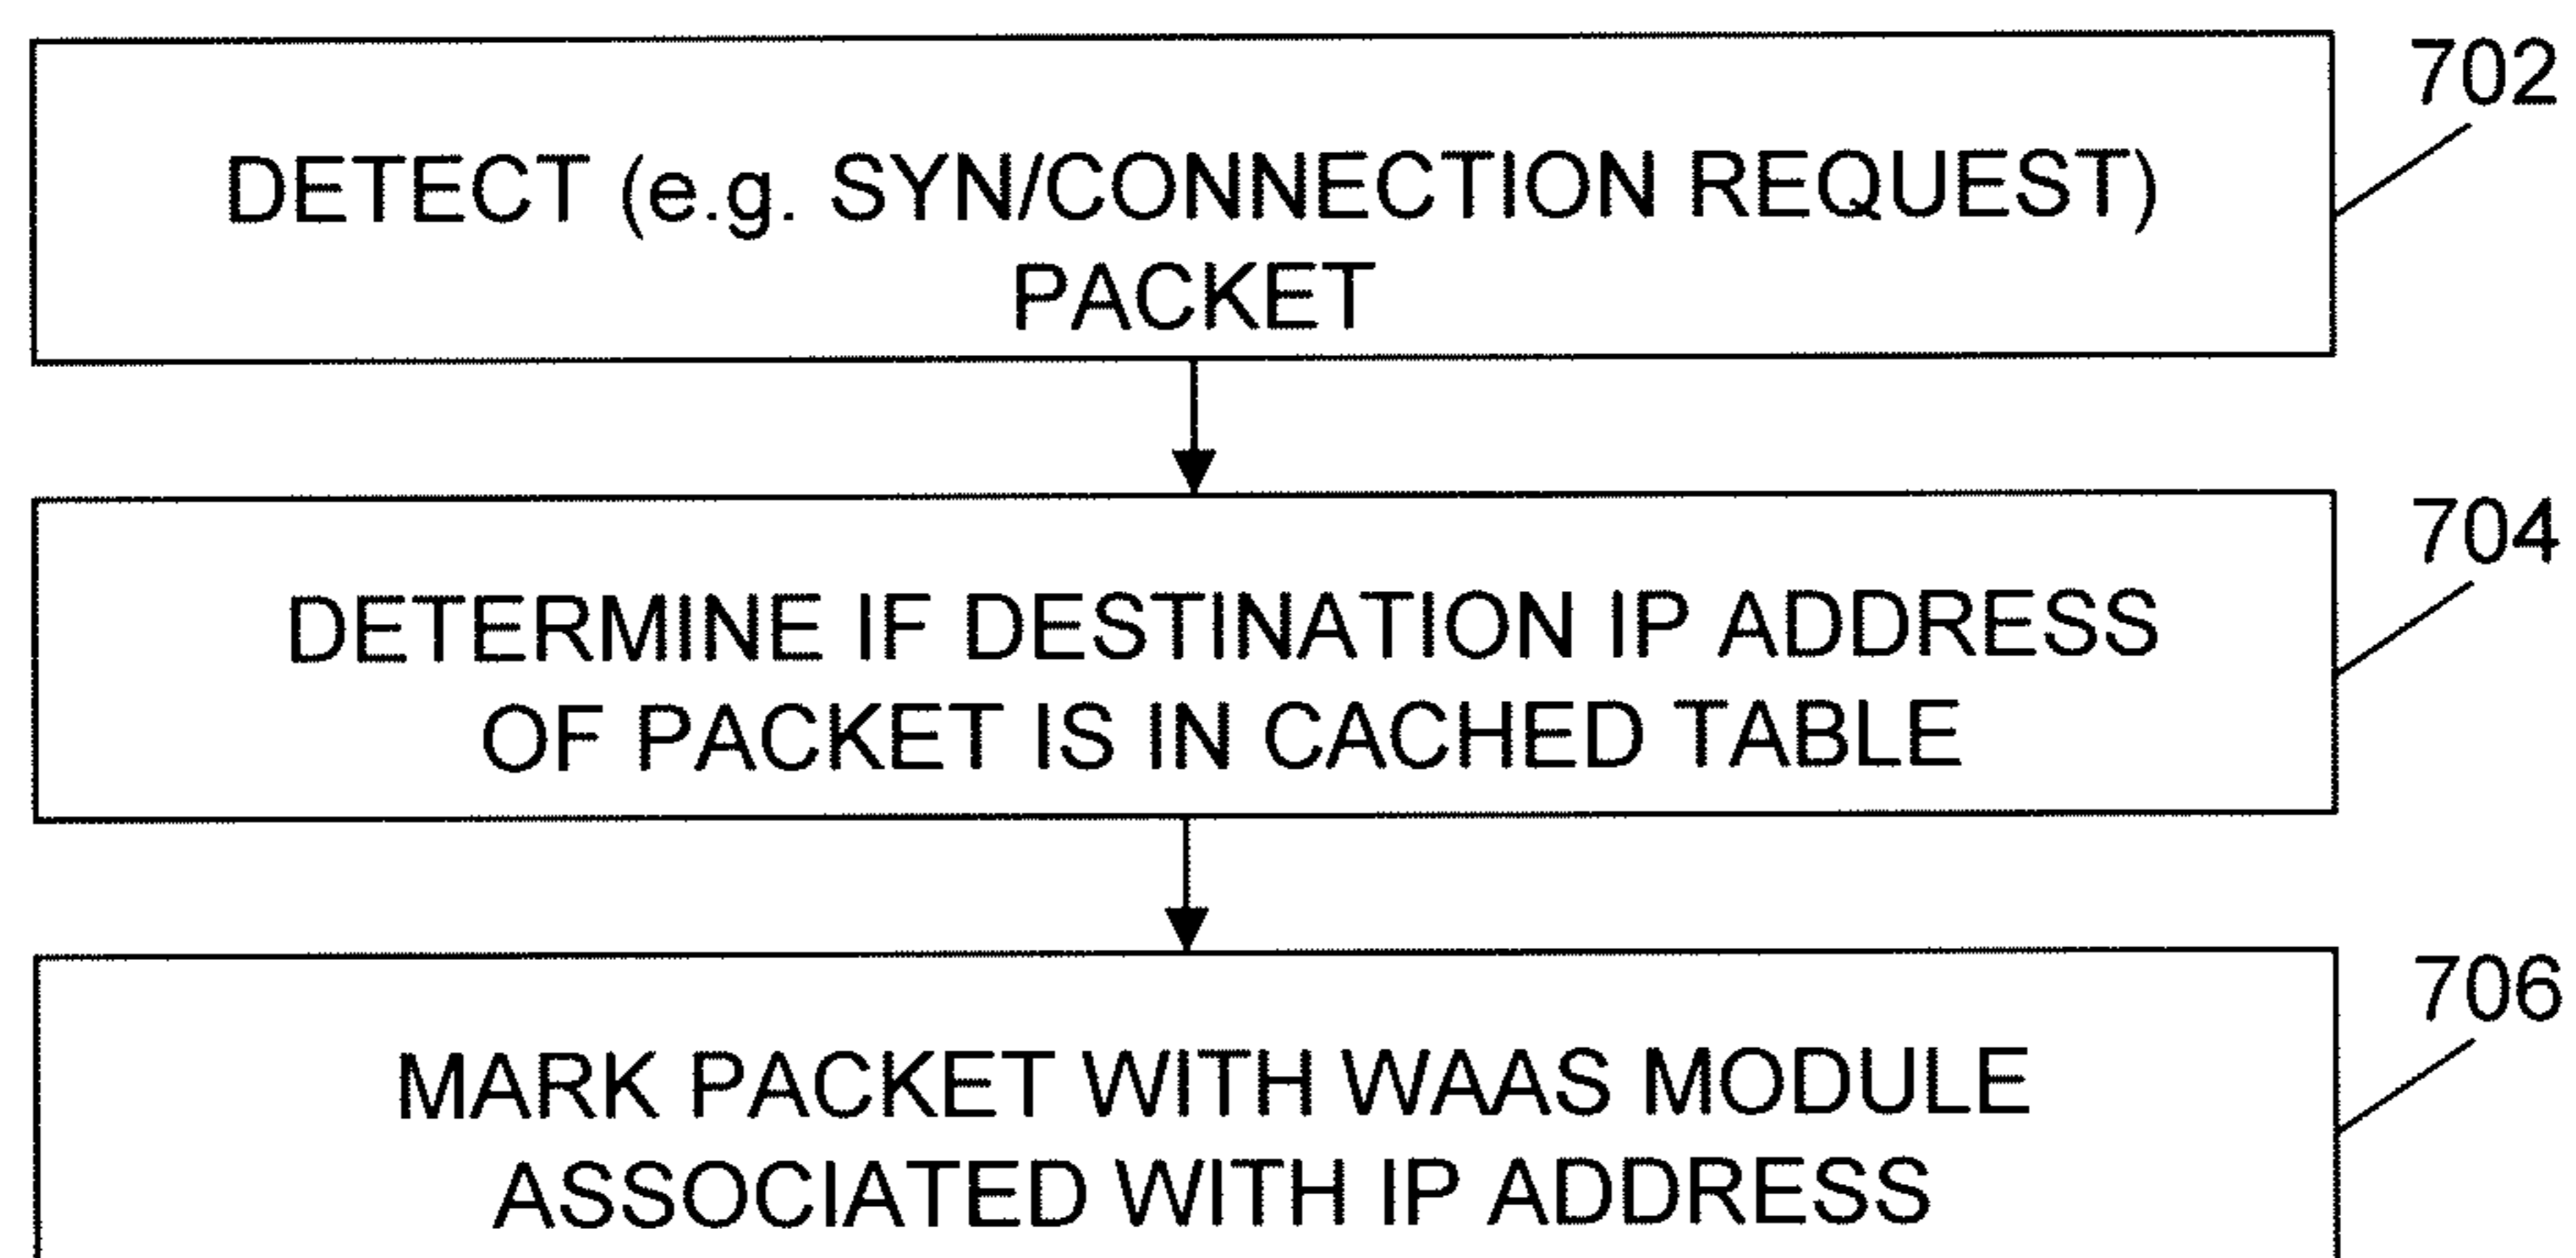 702
DETECT (e.g. SYN/CONNECTION REQUEST)
PACKET
704
DETERMINE IF DESTINATION IP ADDRESS
OF PACKET IS IN CACHED TABLE
706
MARK PACKET WITH WAAS MODULE
ASSOCIATED WITH IP ADDRESS